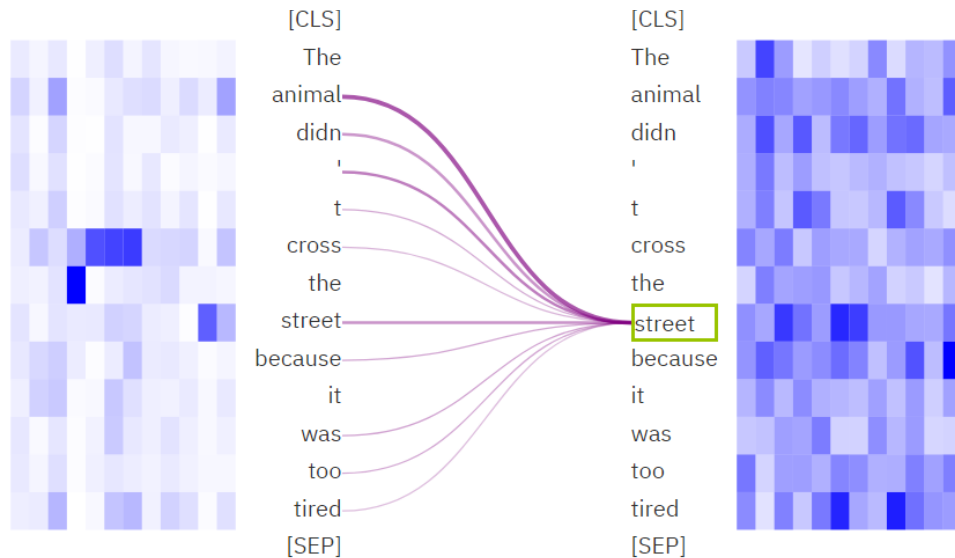 [CLS] [CLS]
The The
animal animal
didn didn
' '
t t
cross cross
the the
street street
because because
it it
was was
too too
tired tired
[SEP] [SEP]